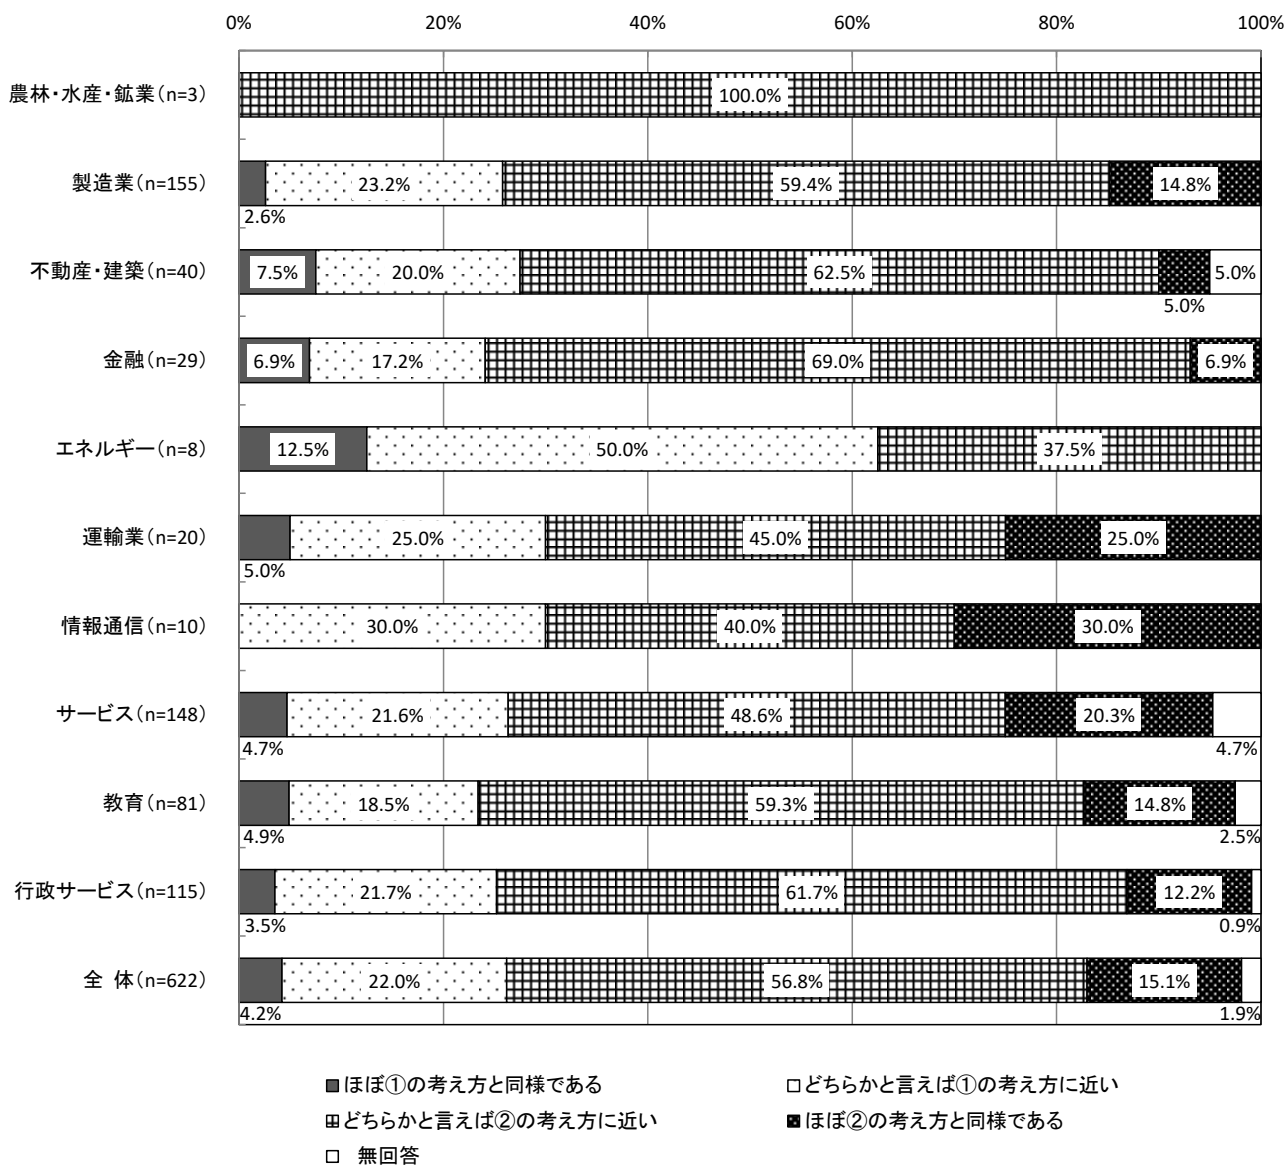 0% 20% 40% 60% 80% 100%
農林・水産・鉱業(n=3) 100.0%
製造業(n=155) 23.2% 59.4% 14.8%
2.6%
不動産・建築(n=40) 7.5% 20.0% 62.5% 5.0%
5.0%
金融(n=29) 6.9% 17.2% 69.0% 6.9%
エネルギー(n=8) 12.5% 50.0% 37.5%
運輸業(n=20) 25.0% 45.0% 25.0%
5.0%
情報通信(n=10) 30.0% 40.0% 30.0%
サービス(n=148) 21.6% 48.6% 20.3%
4.7% 4.7%
教育(n=81) 18.5% 59.3% 14.8%
4.9% 2.5%
行政サービス(n=115) 21.7% 61.7% 12.2%
3.5% 0.9%
全 体(n=622) 22.0% 56.8% 15.1%
4.2% 1.9%
ほぼ①の考え方と同様である どちらかと言えば①の考え方に近い
どちらかと言えば②の考え方に近い ほぼ②の考え方と同様である
無回答